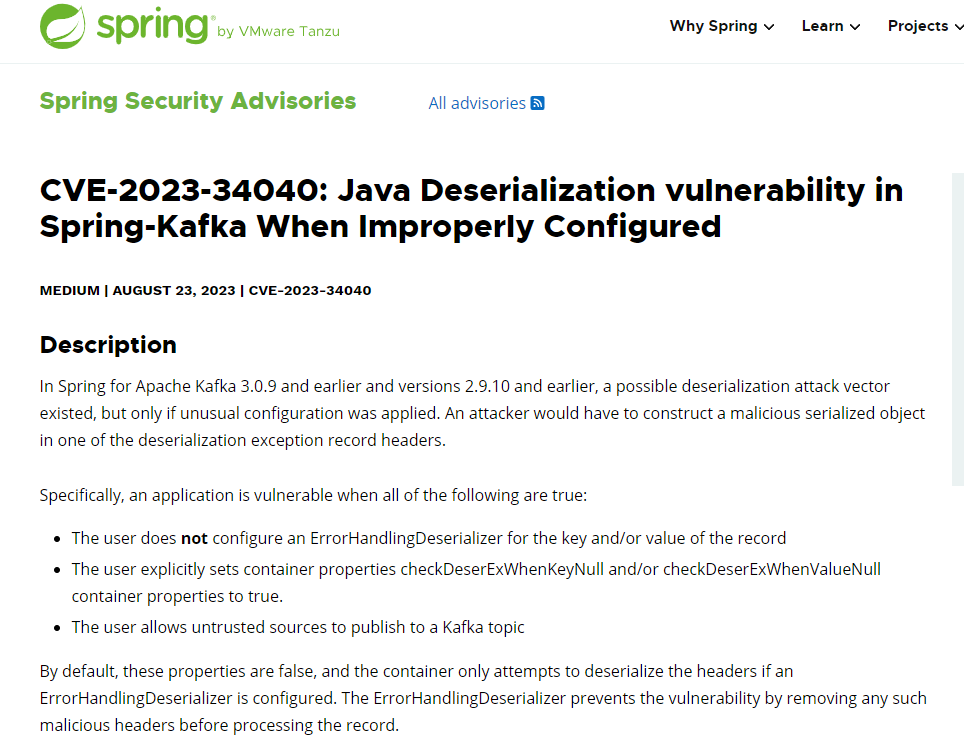 spring by VMware Tanzu
Why Spring Learn Projects
Spring Security Advisories
All advisories
CVE-2023-34040: Java Deserialization vulnerability in
Spring-Kafka When Improperly Configured
MEDIUM | AUGUST 23, 2023 | CVE-2023-34040
Description
In Spring for Apache Kafka 3.0.9 and earlier and versions 2.9.10 and earlier, a possible deserialization attack vector
existed, but only if unusual configuration was applied. An attacker would have to construct a malicious serialized object
in one of the deserialization exception record headers.
Specifically, an application is vulnerable when all of the following are true:
• The user does not configure an ErrorHandlingDeserializer for the key and/or value of the record
• The user explicitly sets container properties checkDeserExWhenKeyNull and/or checkDeserExWhenValueNull
container properties to true.
• The user allows untrusted sources to publish to a Kafka topic
By default, these properties are false, and the container only attempts to deserialize the headers if an
ErrorHandlingDeserializer is configured. The ErrorHandlingDeserializer prevents the vulnerability by removing any such
malicious headers before processing the record.